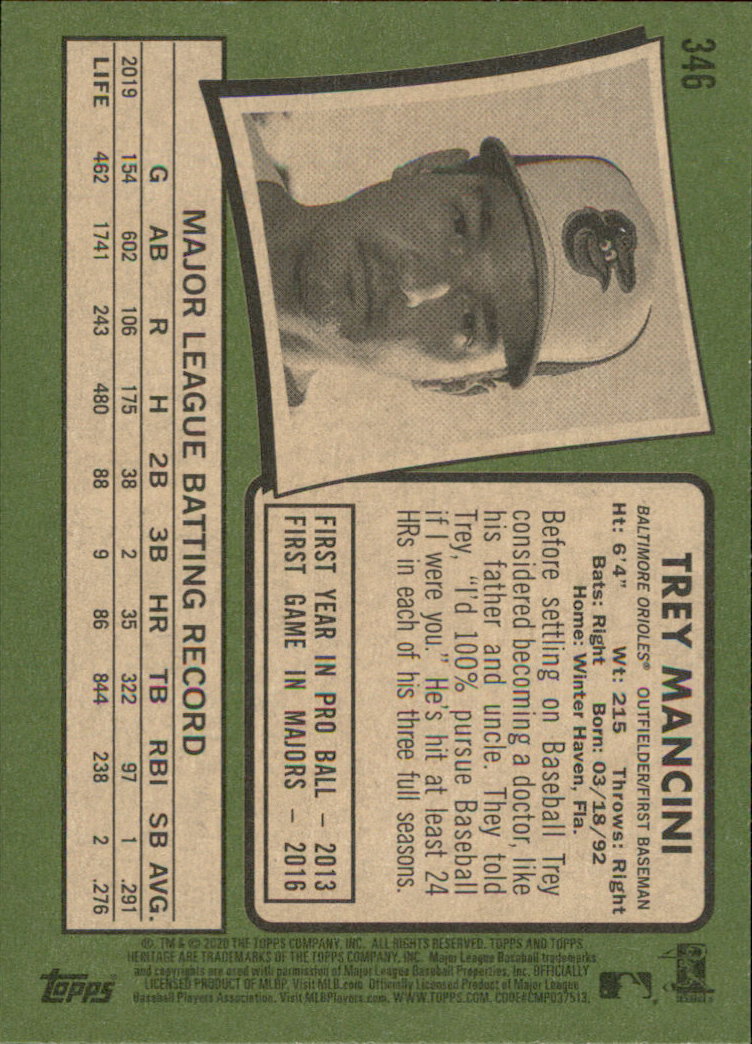 346
TREY MANCINI
BALTIMORE ORIOLES® OUTFIELDER/FIRST BASEMAN
Ht: 6'4" Wt: 215 Throws: Right
Bats: Right Born: 03/18/92
Home: Winter Haven, Fla.
Before settling on Baseball Trey
considered becoming a doctor, like
his father and uncle. They told
Trey, "I'd 100% pursue Baseball
if I were you." He's hit at least 24
HRs in each of his three full seasons.
FIRST YEAR IN PRO BALL – 2013
FIRST GAME IN MAJORS – 2016
MAJOR LEAGUE BATTING RECORD
G AB R H 2B 3B HR TB RBI SB AVG.
2019 154 602 106 175 38 2 35 322 97 1 .291
LIFE 462 1741 243 480 88 9 86 844 238 2 .276
®, TM & © 2020 THE TOPPS COMPANY, INC. ALL RIGHTS RESERVED. TOPPS AND TOPPS
HERITAGE ARE TRADEMARKS OF THE TOPPS COMPANY, INC. Major League Baseball trademarks
and copyrights are used with permission of Major League Baseball Properties, Inc. OFFICIALLY
LICENSED PRODUCT OF MLBP. Visit MLB.com Officially Licensed Product of Major League
Baseball Players Association. Visit MLBPlayers.com. WWW.TOPPS.COM. CODE#CMP037513.
topps